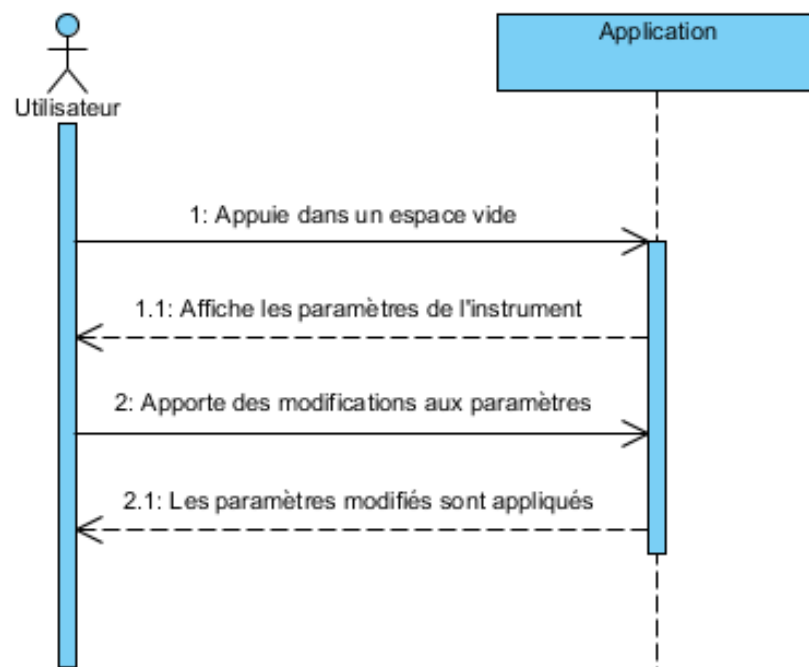 Utilisateur
Application
1: Appuie dans un espace vide
1.1: Affiche les paramètres de l'instrument
2: Apporte des modifications aux paramètres
2.1: Les paramètres modifiés sont appliqués